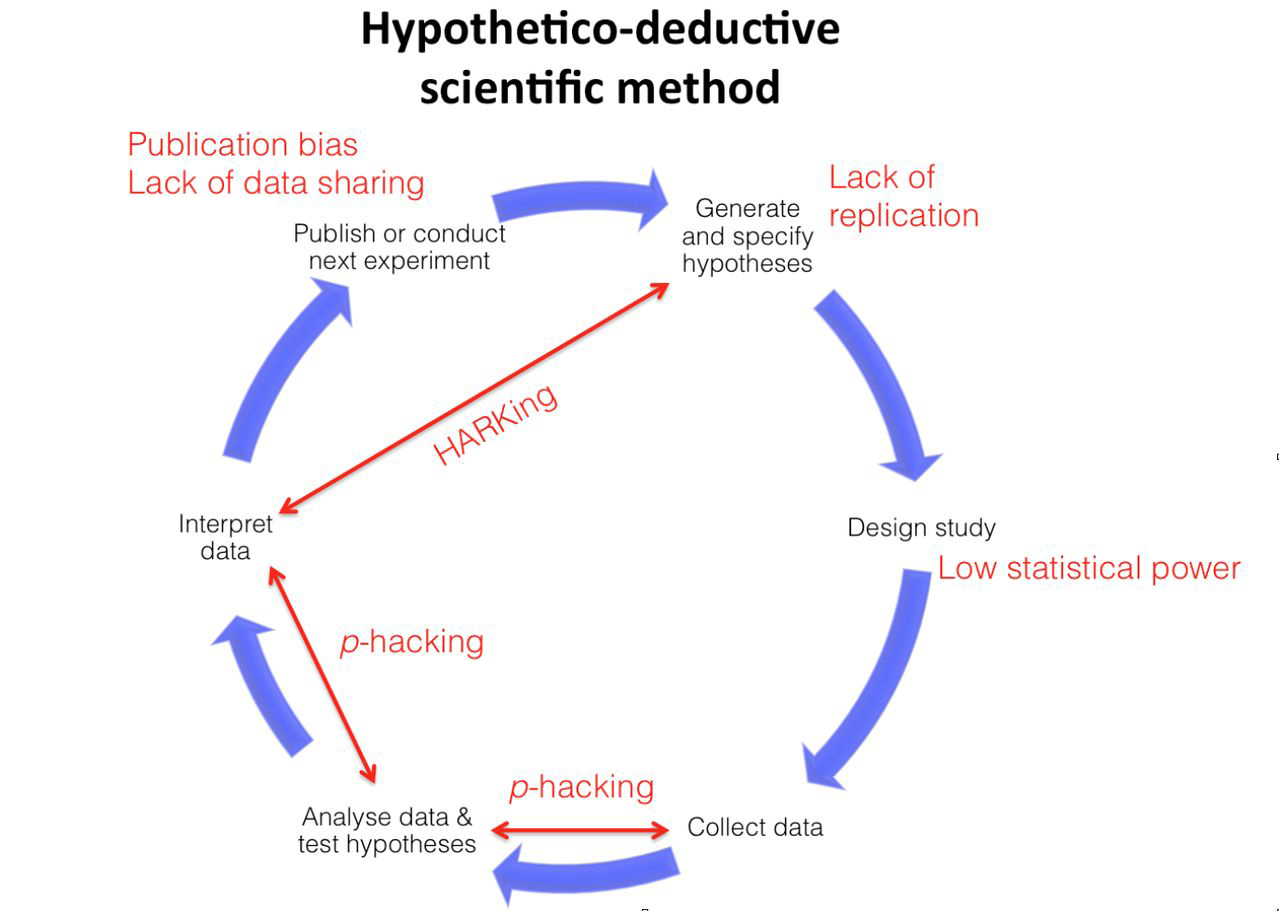 Hypothetico-deductive
scientific method
Publication bias
Lack of data sharing
Publish or conduct
next experiment
Generate
and specify
hypotheses
Lack of
replication
HARKing
Interpret
data
Design study
Low statistical power
p-hacking
p-hacking
Analyse data &
test hypotheses
Collect data